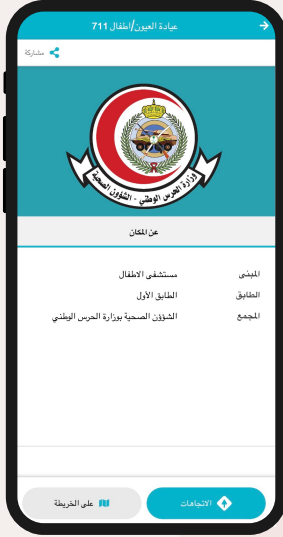 عيادة العيون/اطفال 711
مشاركة
وزارة الحرس الوطني - الشؤون الصحية
عن المكان
المبنى مستشفى الاطفال
الطابق الطابق الأول
المجمع الشؤون الصحية بوزارة الحرس الوطني
الاتجاهات
على الخريطة